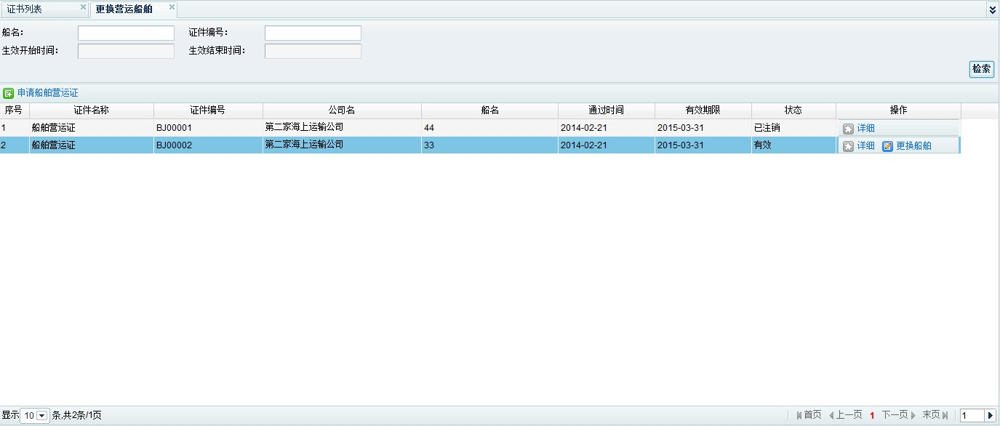 证书列表 更换营运船舶
船名： 证件编号：
生效开始时间： 生效结束时间：
检索
申请船舶营运证
序号 证件名称 证件编号 公司名 船名 通过时间 有效期限 状态 操作
1 船舶营运证 BJ00001 第二家海上运输公司 44 2014-02-21 2015-03-31 已注销 详细
2 船舶营运证 BJ00002 第二家海上运输公司 33 2014-02-21 2015-03-31 有效 详细 更换船舶
显示 10 条,共2条/1页 首页 上一页 1 下一页 末页 1